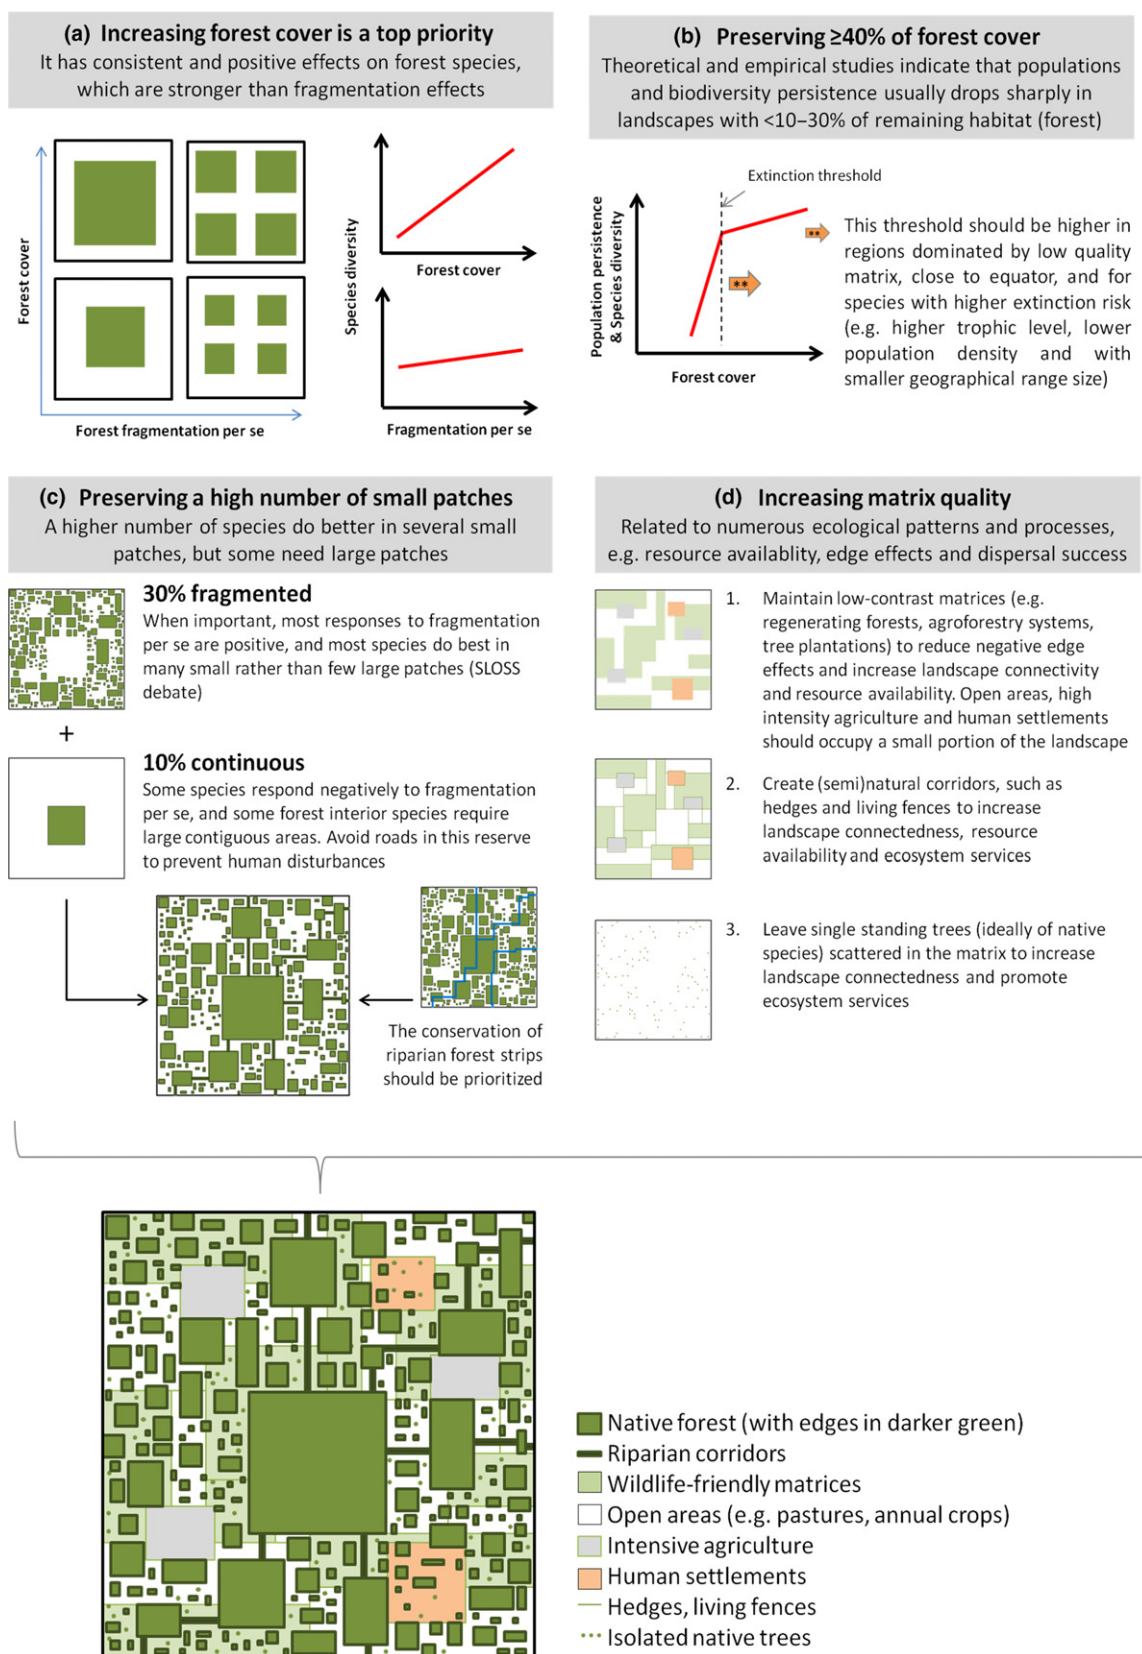 (a) Increasing forest cover is a top priority
It has consistent and positive effects on forest species,
which are stronger than fragmentation effects
Forest cover
Forest fragmentation per se
Species diversity
Forest cover
Fragmentation per se
(b) Preserving ≥40% of forest cover
Theoretical and empirical studies indicate that populations
and biodiversity persistence usually drops sharply in
landscapes with <10–30% of remaining habitat (forest)
Extinction threshold
Population persistence
& Species diversity
**
**
Forest cover
This threshold should be higher in
regions dominated by low quality
matrix, close to equator, and for
species with higher extinction risk
(e.g. higher trophic level, lower
population density and with
smaller geographical range size)
(c) Preserving a high number of small patches
A higher number of species do better in several small
patches, but some need large patches
30% fragmented
When important, most responses to fragmentation
per se are positive, and most species do best in
many small rather than few large patches (SLOSS
debate)
+
10% continuous
Some species respond negatively to fragmentation
per se, and some forest interior species require
large contiguous areas. Avoid roads in this reserve
to prevent human disturbances
The conservation of
riparian forest strips
should be prioritized
(d) Increasing matrix quality
Related to numerous ecological patterns and processes,
e.g. resource availablity, edge effects and dispersal success
1. Maintain low-contrast matrices (e.g.
regenerating forests, agroforestry systems,
tree plantations) to reduce negative edge
effects and increase landscape connectivity
and resource availability. Open areas, high
intensity agriculture and human settlements
should occupy a small portion of the landscape
2. Create (semi)natural corridors, such as
hedges and living fences to increase
landscape connectedness, resource
availability and ecosystem services
3. Leave single standing trees (ideally of native
species) scattered in the matrix to increase
landscape connectedness and promote
ecosystem services
Native forest (with edges in darker green)
Riparian corridors
Wildlife-friendly matrices
Open areas (e.g. pastures, annual crops)
Intensive agriculture
Human settlements
Hedges, living fences
Isolated native trees